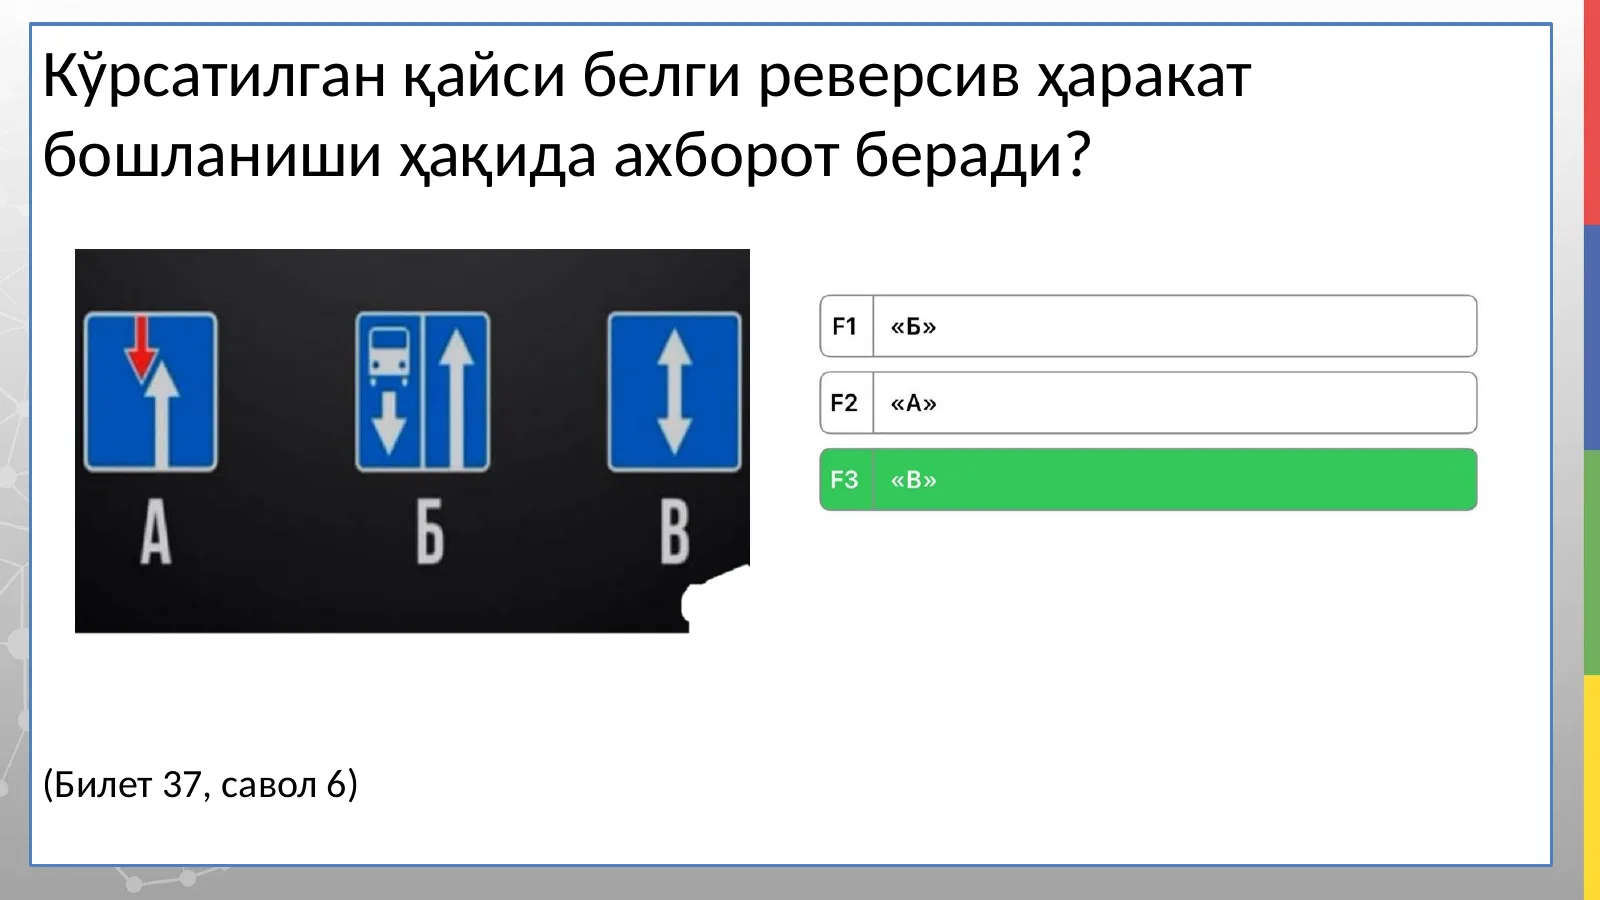 Кўрсатилган қайси белги реверсив ҳаракат
бошланиши ҳақида ахборот беради?
А
Б
В
F1 «Б»
F2 «А»
F3 «В»
(Билет 37, савол 6)